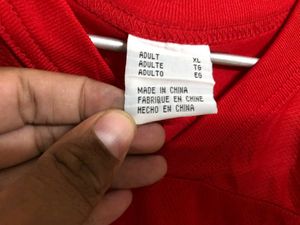 ADULT XL
ADULTE TG
ADULTO EG
MADE IN CHINA
FABRIQUE EN CHINE
HECHO EN CHINA